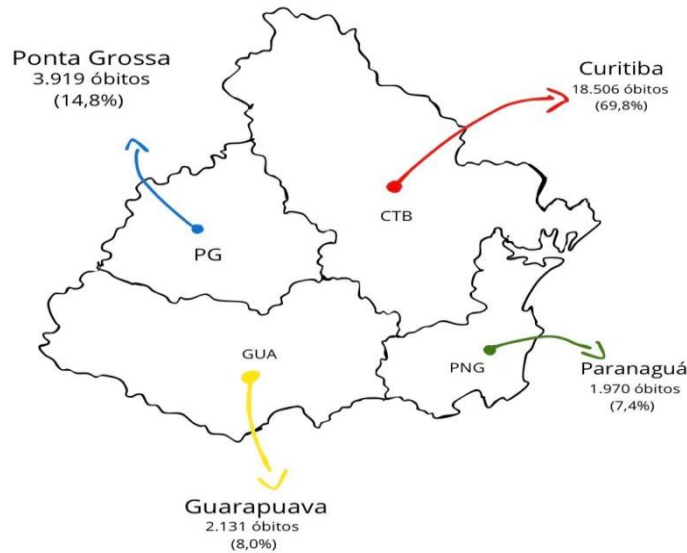 Ponta Grossa
3.919 óbitos
(14,8%)
Curitiba
18.506 óbitos
(69,8%)
CTB
PG
GUA
PNG
Paranaguá
1.970 óbitos
(7,4%)
Guarapuava
2.131 óbitos
(8,0%)